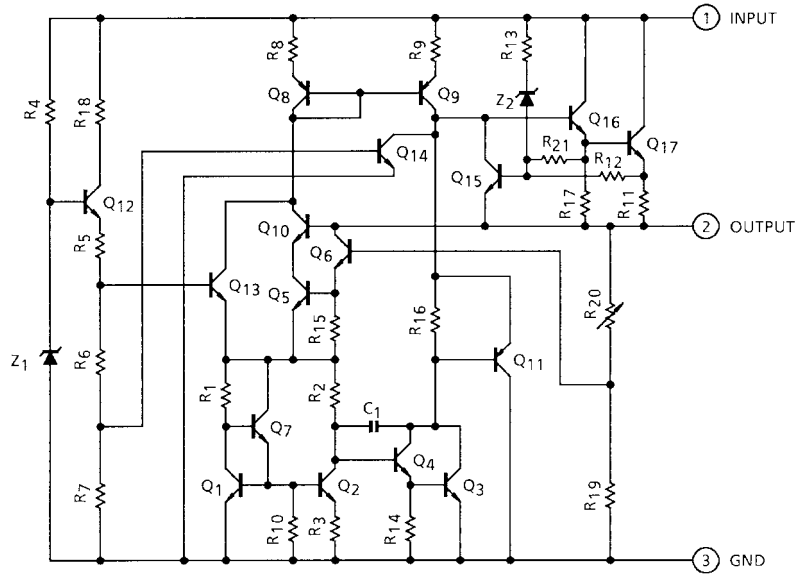 1 INPUT
R8
R9
R13
R4
R18
Q8
Q9
Z2
Q16
Q14
R21
Q17
R12
Q15
R17
R11
Q12
R5
Q10
Q6
2 OUTPUT
Q13
Q5
R15
R16
R20
Z1
R6
Q11
R1
R2
C1
Q7
Q4
R7
Q1
Q2
Q3
R19
R10
R3
R14
3 GND